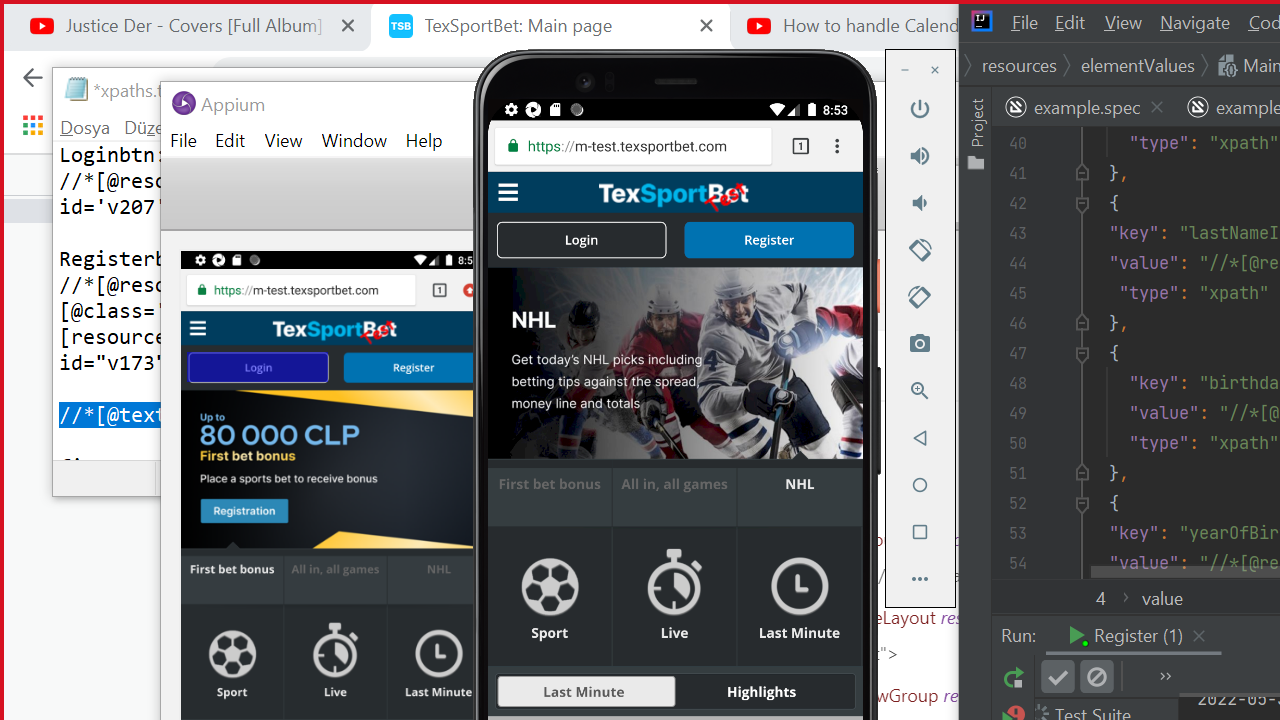 Justice Der - Covers [Full Album]
TSB
TexSportBet: Main page
How to handle Calend
*xpaths.t
Dosya
Düze
Loginbtn:
//*[@reso
id='v207'
Registerb
//*[@reso
[@class='
[resource
id="v173"
//*[@text
Appium
File
Edit
View
Window
Help
8:5
https://m-test.texsportbet.com
1
TexSportBet
Test
Login
Register
Up to
80 000 CLP
First bet bonus
Place a sports bet to receive bonus
Registration
First bet bonus
All in, all games
NHL
Sport
Live
Last Minute
8:53
https://m-test.texsportbet.com
1
TexSportBet
Test
Login
Register
NHL
Get today's NHL picks including
betting tips against the spread,
money line and totals
First bet bonus
All in, all games
NHL
Sport
Live
Last Minute
Last Minute
Highlights
eLayout res
t">
wGroup re
IJ
File
Edit
View
Navigate
Cod
resources
elementValues
Main
Project
example.spec
example
40 "type": "xpath"
41 },
42 {
43 "key": "lastNameI
44 "value": "//*[@re
45 "type": "xpath"
46 },
47 {
48 "key": "birthda
49 "value": "//*[@
50 "type": "xpath"
51 },
52 {
53 "key": "yearOfBir
54 "value": "//*[@re
4
value
Run:
Register (1)
>>
Test Suite
2022-05-